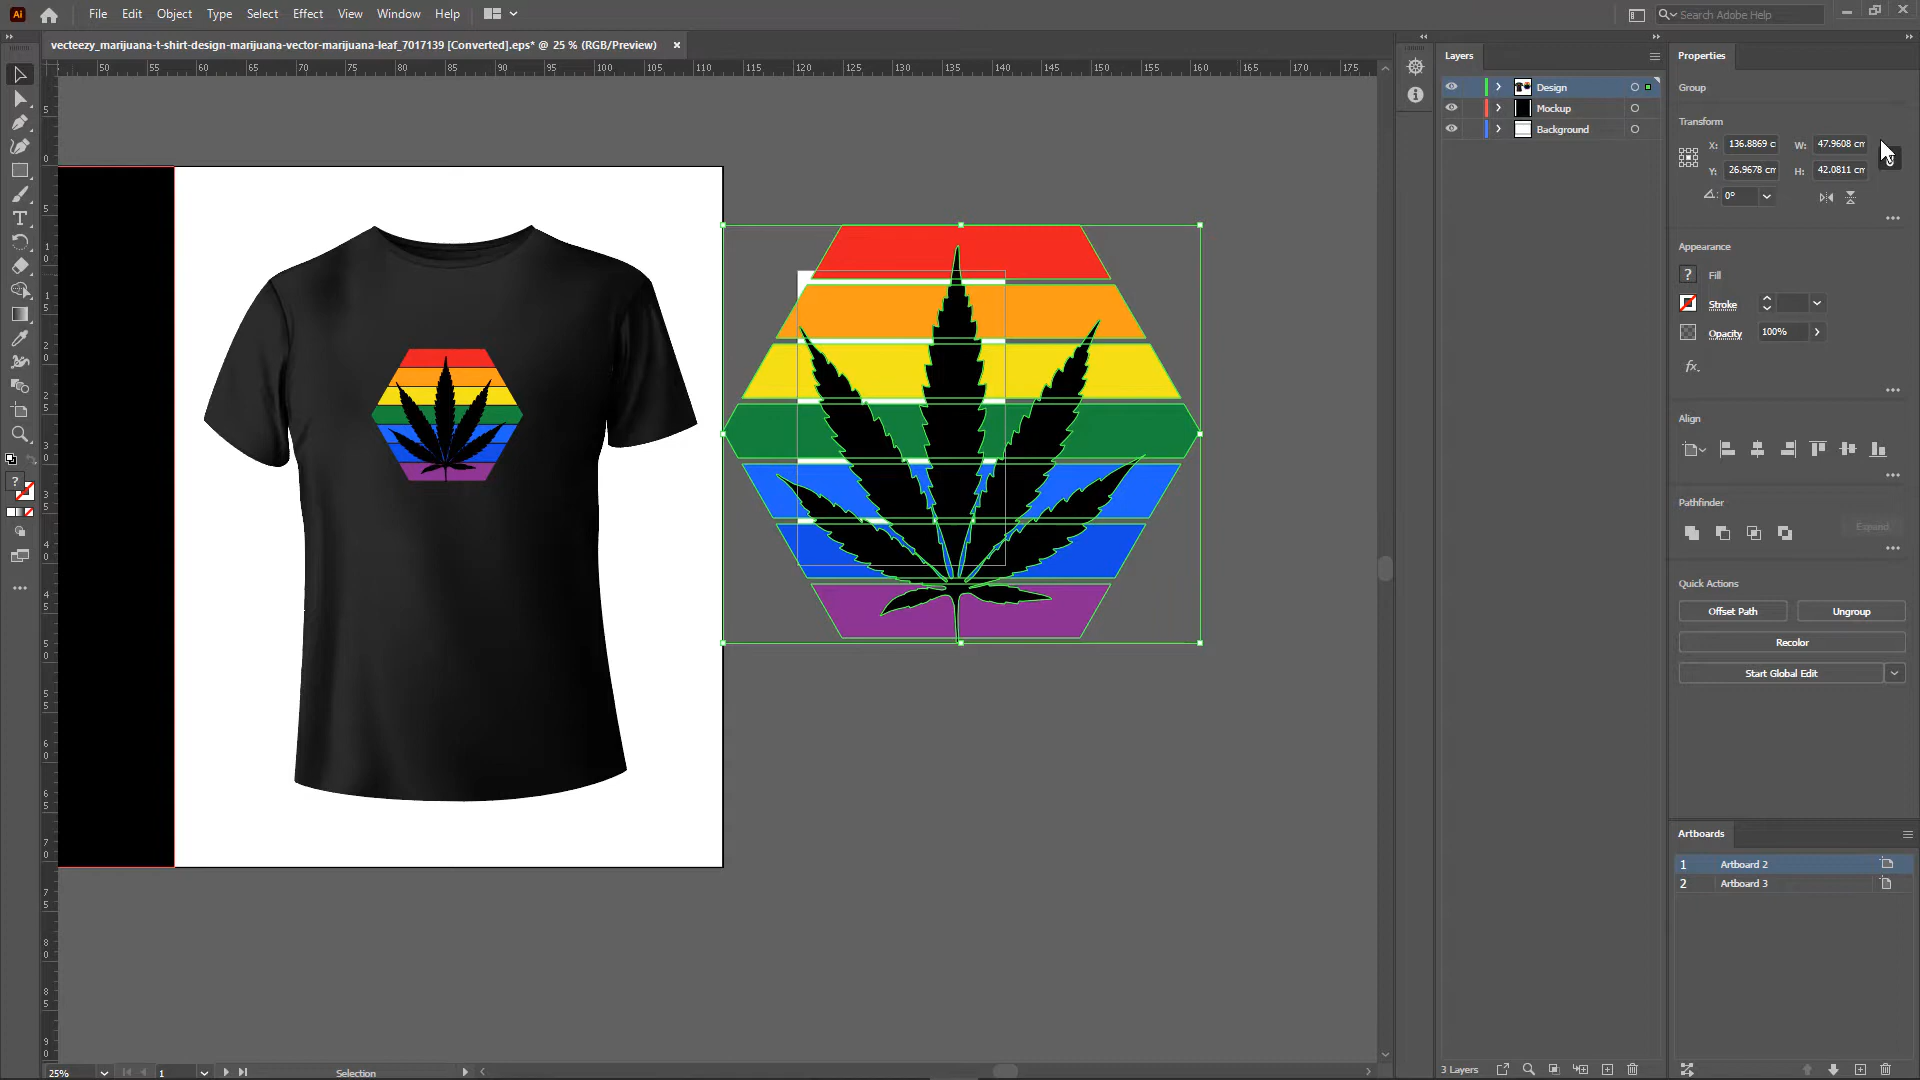 Ai
File Edit Object Type Select Effect View Window Help
Search Adobe Help
vecteezy_marijuana-t-shirt-design-marijuana-vector-marijuana-leaf_7017139 [Converted].eps* @ 25 % (RGB/Preview)
50 55 60 65 70 75 80 85 90 95 100 105 110 115 120 125 130 135 140 145 150 155 160 165 170 175
Layers
Design
Mockup
Background
Properties
Group
Transform
X: 136.8869 c W: 47.9608 cm
Y: 26.9678 cm H: 42.0811 cm
0°
Appearance
? Fill
Stroke
Opacity 100%
fx.
Align
Pathfinder
Expand
Quick Actions
Offset Path Ungroup
Recolor
Start Global Edit
Artboards
1 Artboard 2
2 Artboard 3
25% 1 Selection
3 Layers